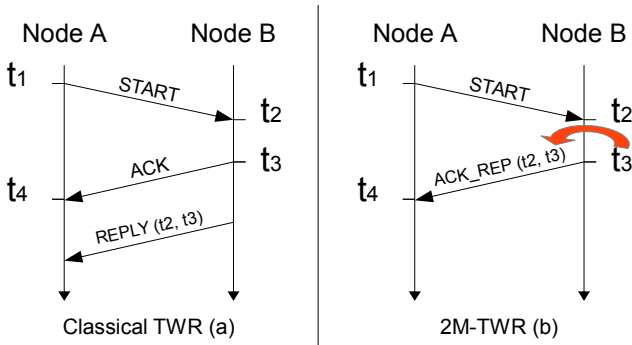 Node A Node B
t1
START
t2
ACK
t3
t4
REPLY (t2, t3)
Classical TWR (a)
Node A Node B
t1
START
t2
ACK_REP (t2, t3)
t3
t4
2M-TWR (b)